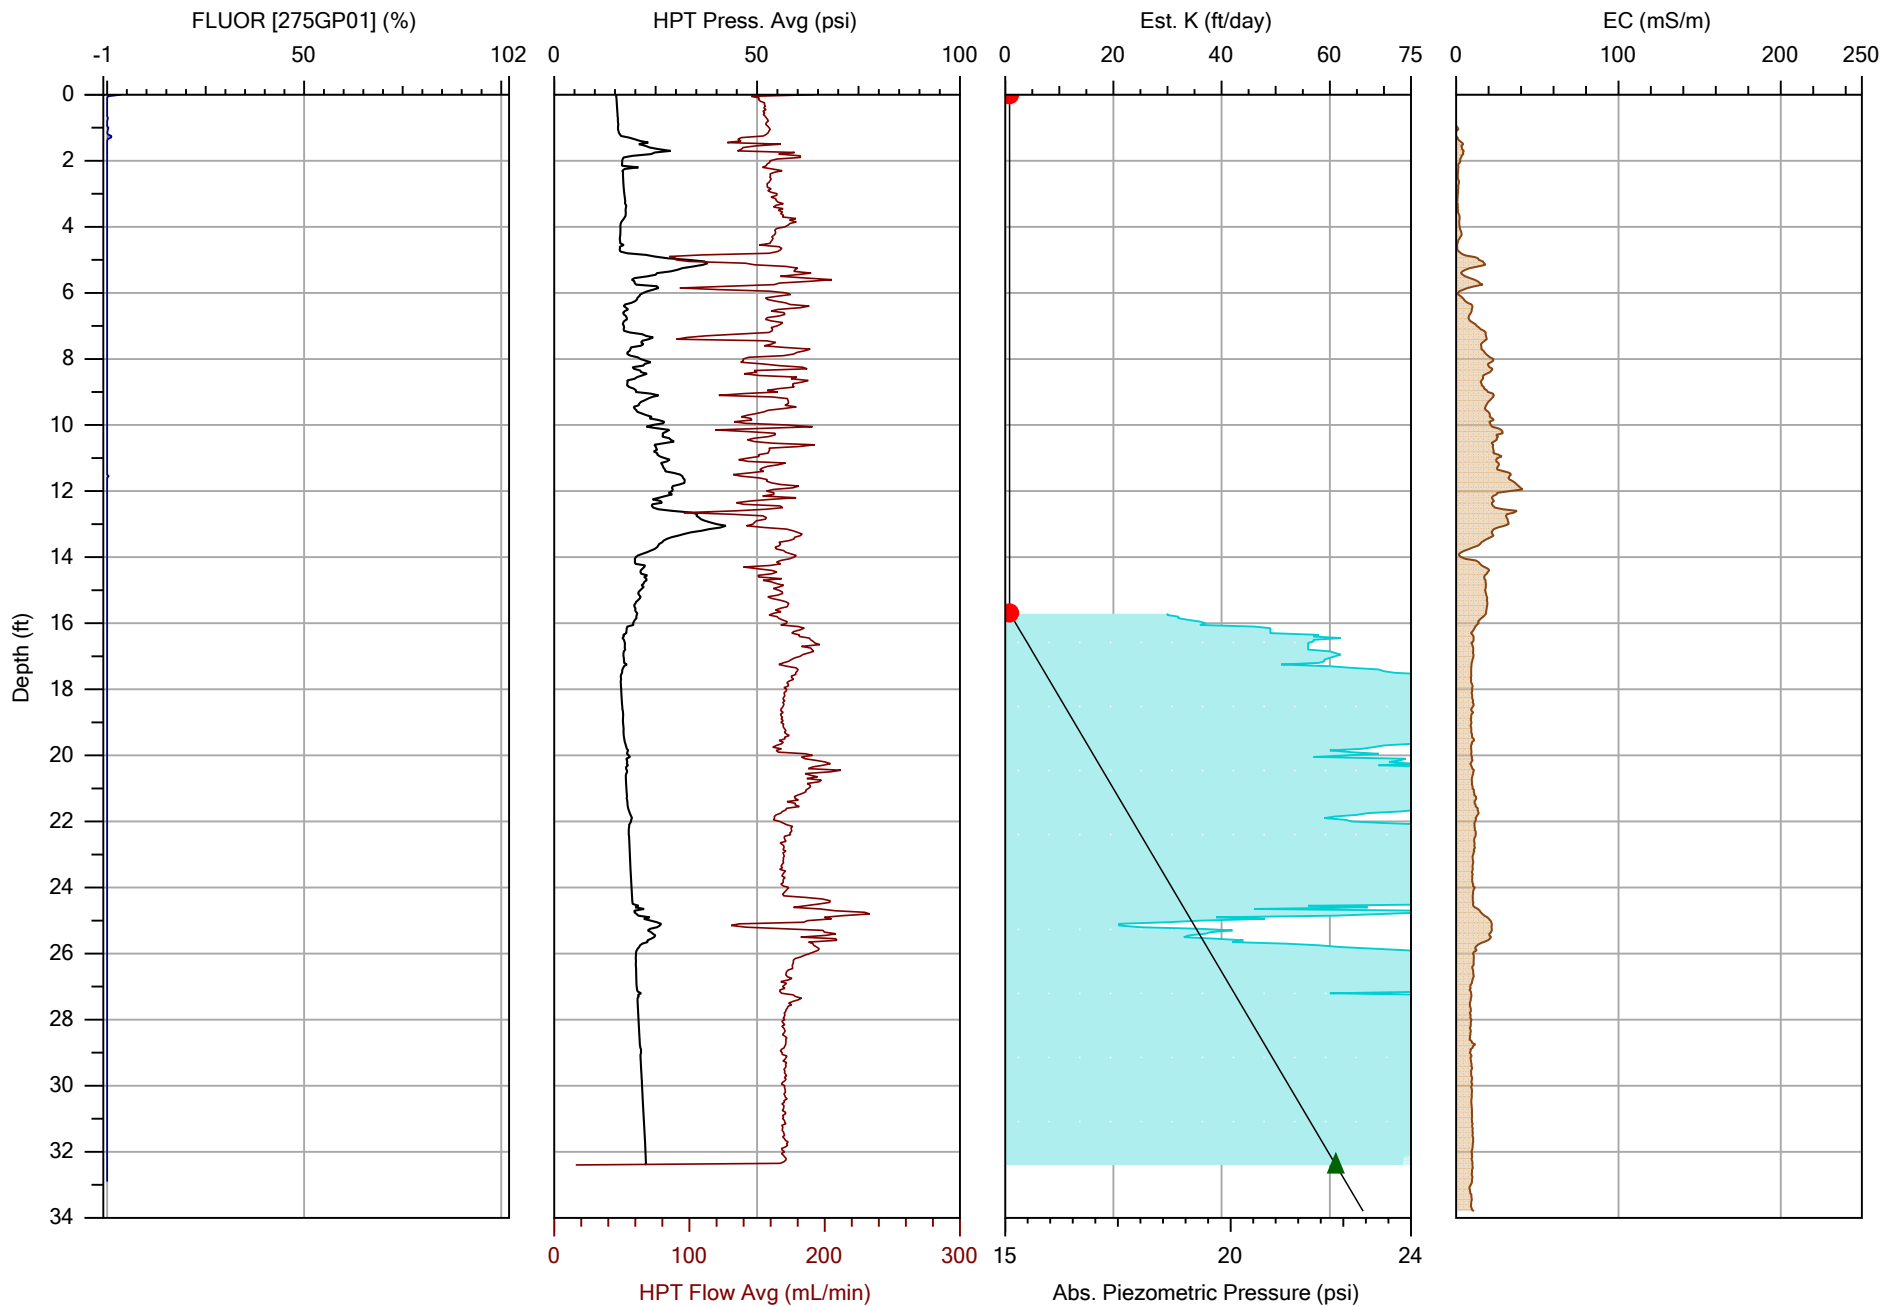 FLUOR [275GP01] (%)
HPT Press. Avg (psi)
Est. K (ft/day)
EC (mS/m)
-1 50 102
0 50 100
0 20 40 60 75
0 100 200 250
0
2
4
6
8
10
12
14
16
18
20
22
24
26
28
30
32
34
Depth (ft)
0 100 200 300
15 20 24
HPT Flow Avg (mL/min)
Abs. Piezometric Pressure (psi)